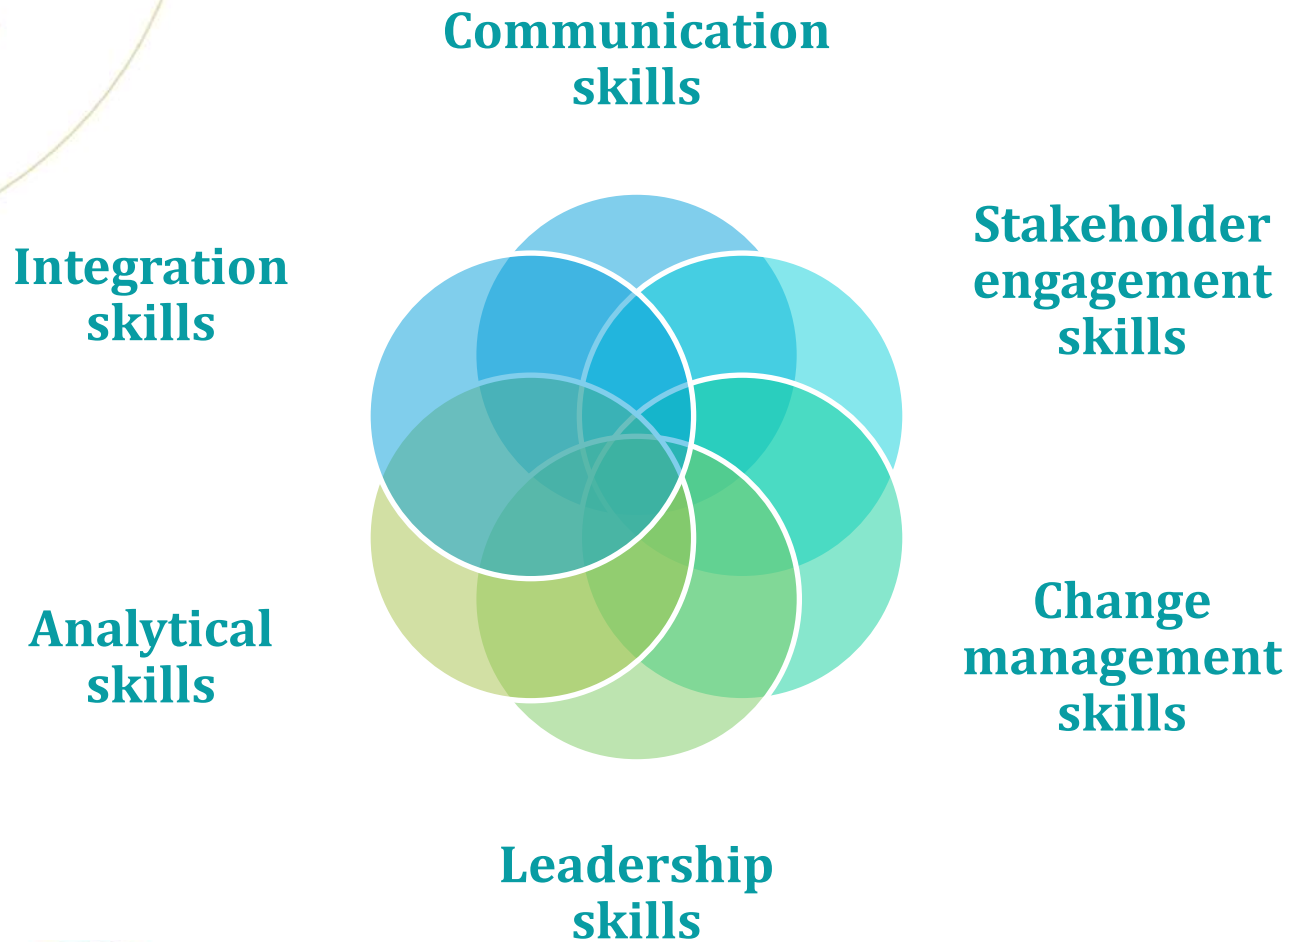 Communication
skills
Stakeholder
engagement
skills
Change
management
skills
Leadership
skills
Analytical
skills
Integration
skills